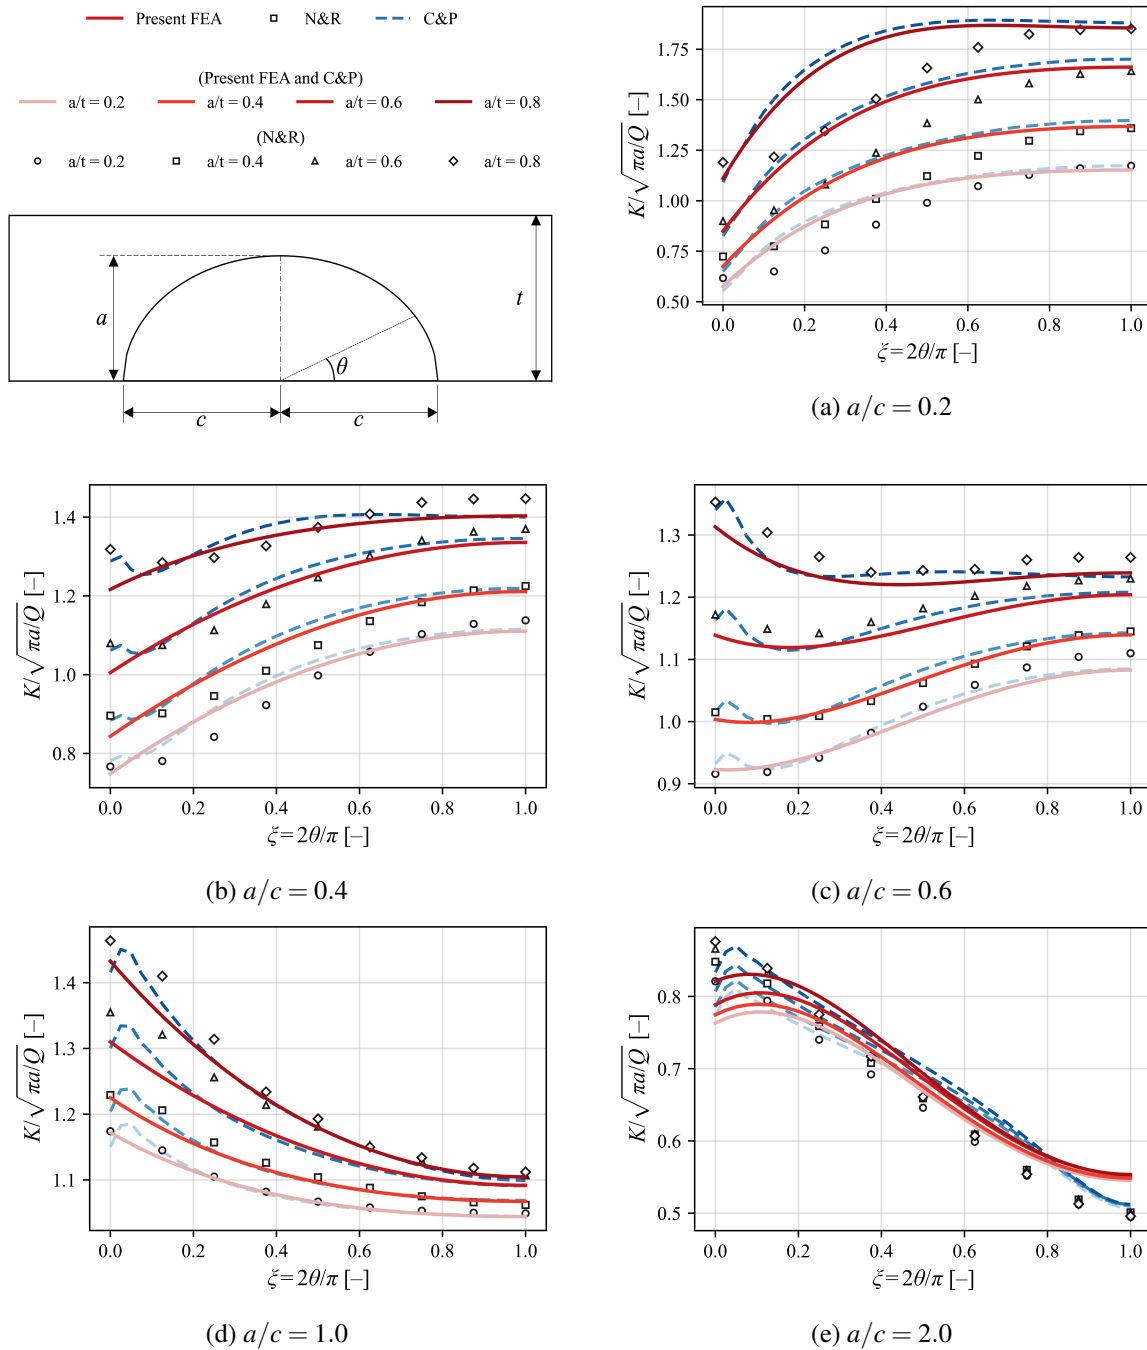 Present FEA N&R C&P
(Present FEA and C&P)
a/t = 0.2 a/t = 0.4 a/t = 0.6 a/t = 0.8
(N&R)
a/t = 0.2 a/t = 0.4 a/t = 0.6 a/t = 0.8
a
t
θ
c c
K/√πa/Q [–]
1.75
1.50
1.25
1.00
0.75
0.50
0.0 0.2 0.4 0.6 0.8 1.0
ξ=2θ/π [–]
(a) a/c = 0.2
K/√πa/Q [–]
1.4
1.2
1.0
0.8
0.0 0.2 0.4 0.6 0.8 1.0
ξ=2θ/π [–]
(b) a/c = 0.4
K/√πa/Q [–]
1.3
1.2
1.1
1.0
0.9
0.0 0.2 0.4 0.6 0.8 1.0
ξ=2θ/π [–]
(c) a/c = 0.6
K/√πa/Q [–]
1.4
1.3
1.2
1.1
0.0 0.2 0.4 0.6 0.8 1.0
ξ=2θ/π [–]
(d) a/c = 1.0
K/√πa/Q [–]
0.8
0.7
0.6
0.5
0.0 0.2 0.4 0.6 0.8 1.0
ξ=2θ/π [–]
(e) a/c = 2.0